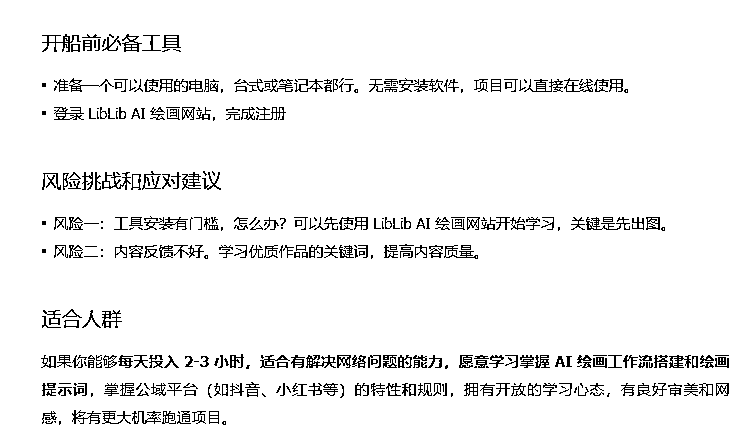 开船前必备工具
▪ 准备一个可以使用的电脑，台式或笔记本都行。无需安装软件，项目可以直接在线使用。
▪ 登录 LibLib AI 绘画网站，完成注册
风险挑战和应对建议
▪ 风险一：工具安装有门槛，怎么办？可以先使用 LibLib AI 绘画网站开始学习，关键是先出图。
▪ 风险二：内容反馈不好。学习优质作品的关键词，提高内容质量。
适合人群
如果你能够每天投入 2-3 小时，适合有解决网络问题的能力，愿意学习掌握 AI 绘画工作流搭建和绘画
提示词，掌握公域平台（如抖音、小红书等）的特性和规则，拥有开放的学习心态，有良好审美和网
感，将有更大机率跑通项目。